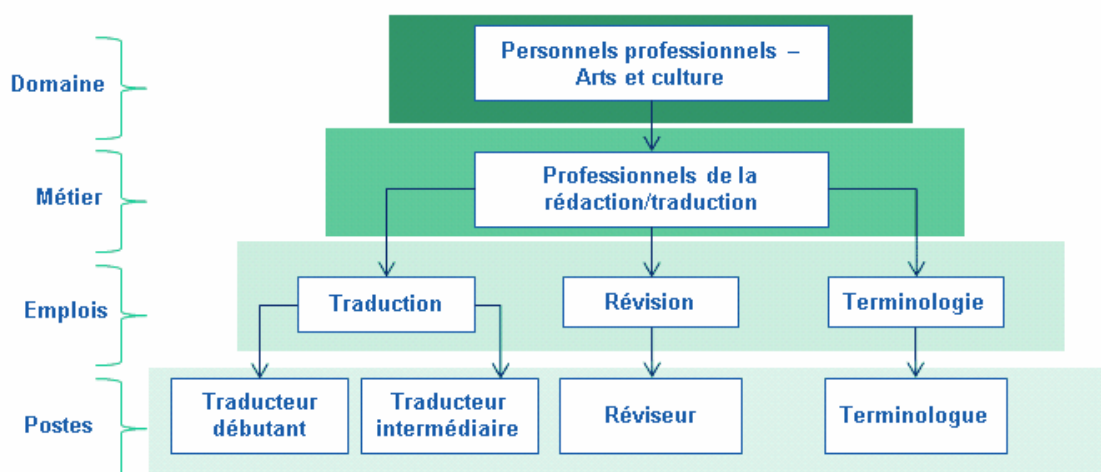 Domaine
Personnels professionnels –
Arts et culture
Métier
Professionnels de la
rédaction/traduction
Emplois
Traduction
Révision
Terminologie
Postes
Traducteur
débutant
Traducteur
intermédiaire
Réviseur
Terminologue